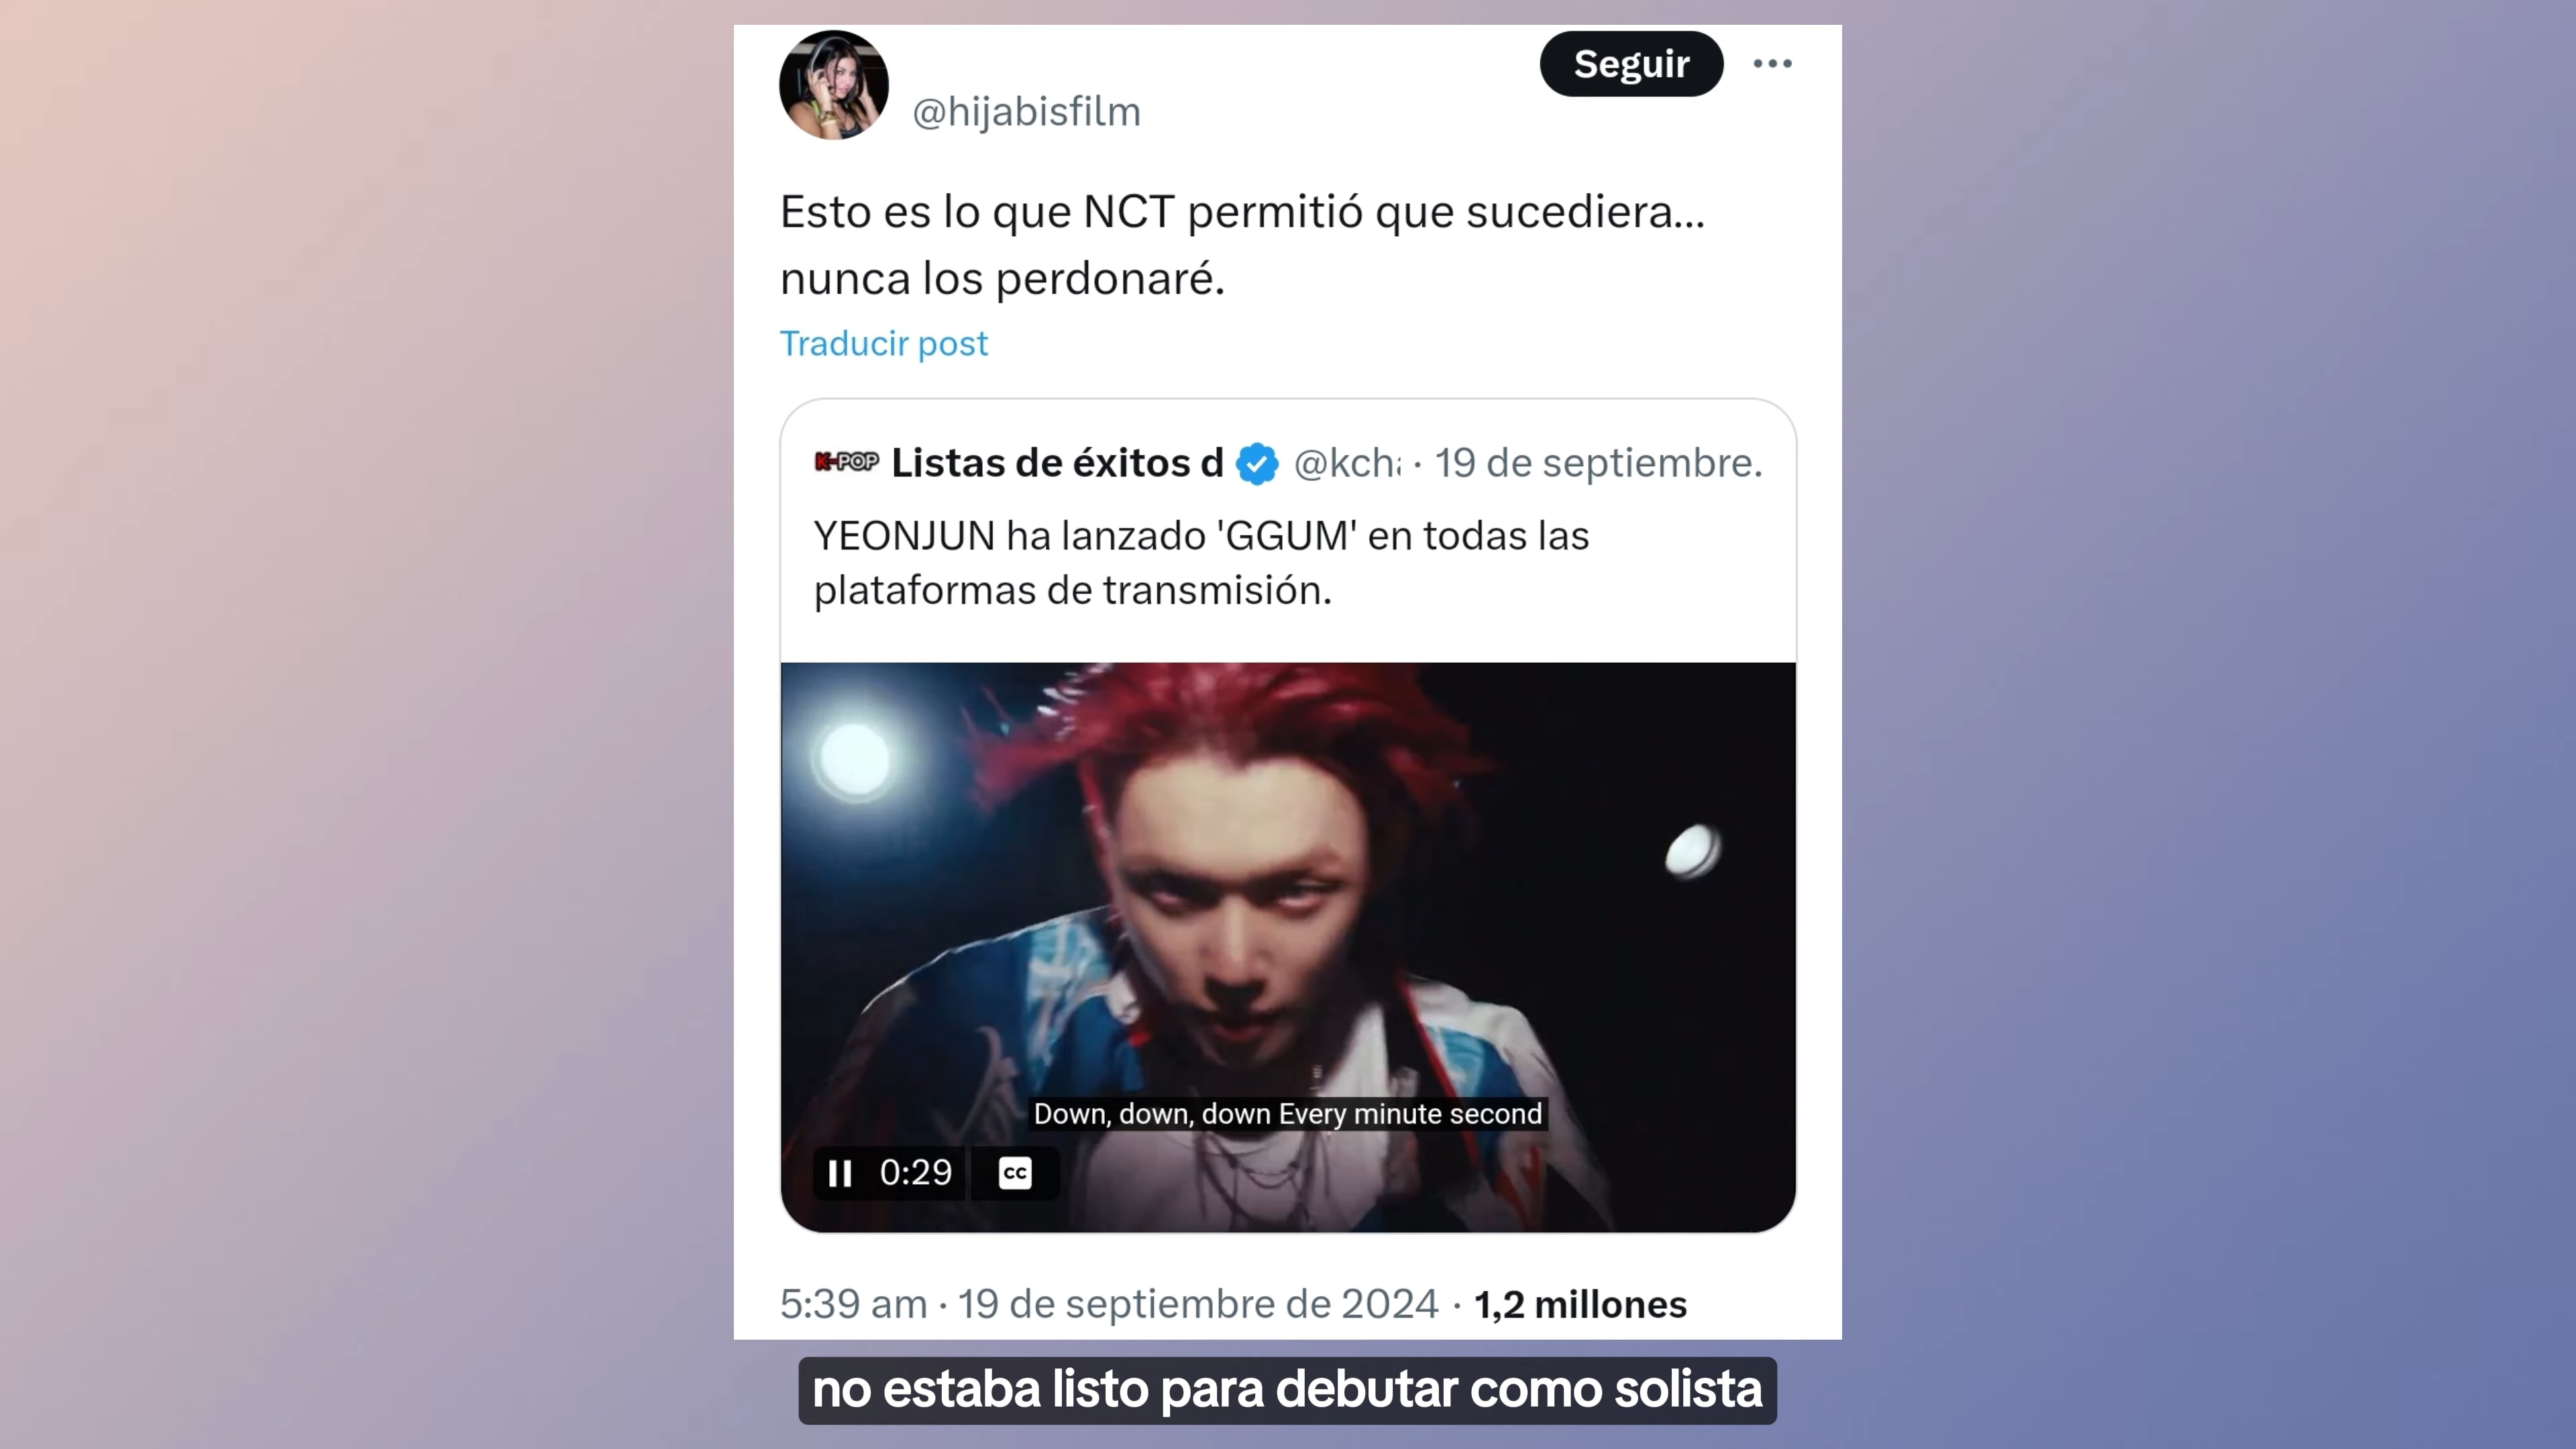 Seguir
@hijabisfilm
Esto es lo que NCT permitió que sucediera...
nunca los perdonaré.
Traducir post
K-POP Listas de éxitos d @kch · 19 de septiembre.
YEONJUN ha lanzado 'GGUM' en todas las
plataformas de transmisión.
Down, down, down Every minute second
0:29 CC
5:39 am · 19 de septiembre de 2024 · 1,2 millones
no estaba listo para debutar como solista